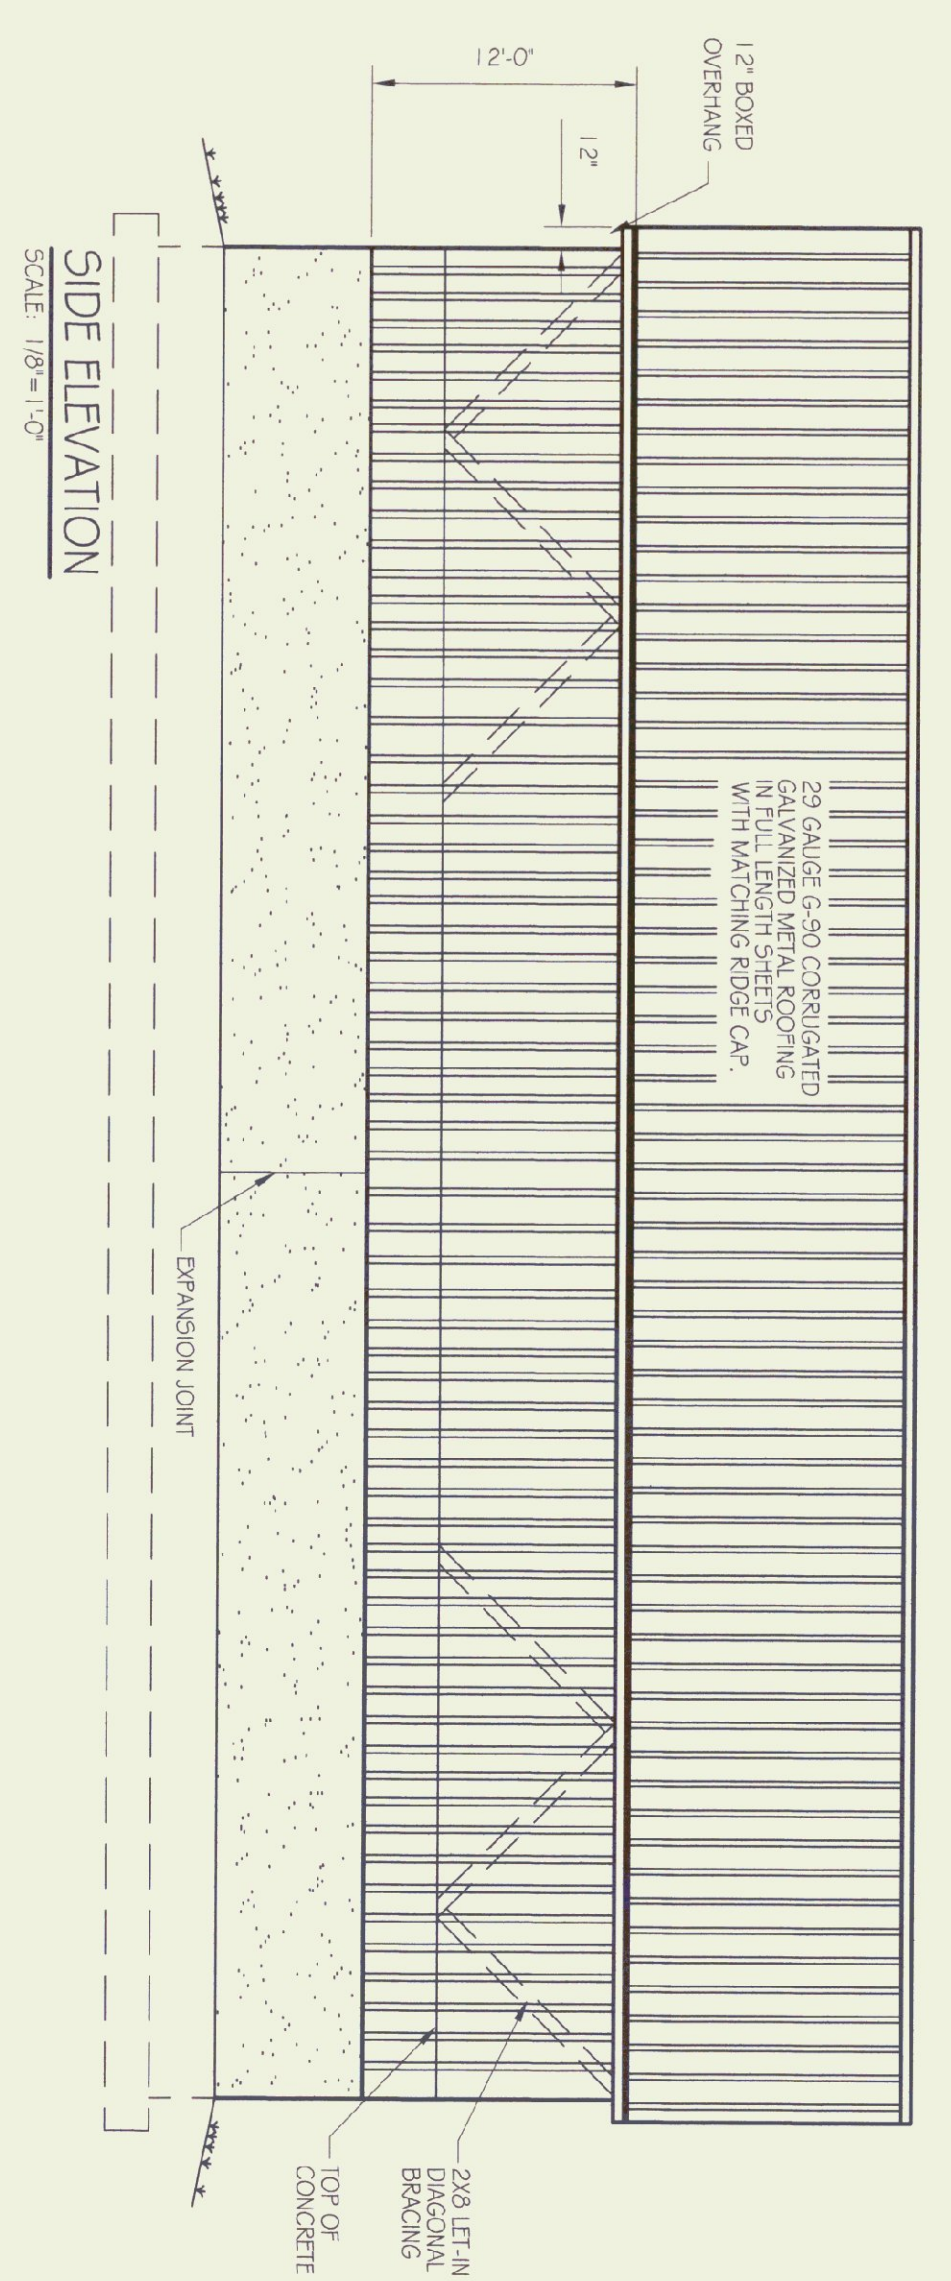 12" BOXED
OVERHANG
12'-0"
12"
29 GAUGE G-90 CORRUGATED
GALVANIZED METAL ROOFING
IN FULL LENGTH SHEETS
WITH MATCHING RIDGE CAP.
EXPANSION JOINT
2X8 LET-IN
DIAGONAL
BRACING
TOP OF
CONCRETE
SIDE ELEVATION
SCALE: 1/8"=1'-0"